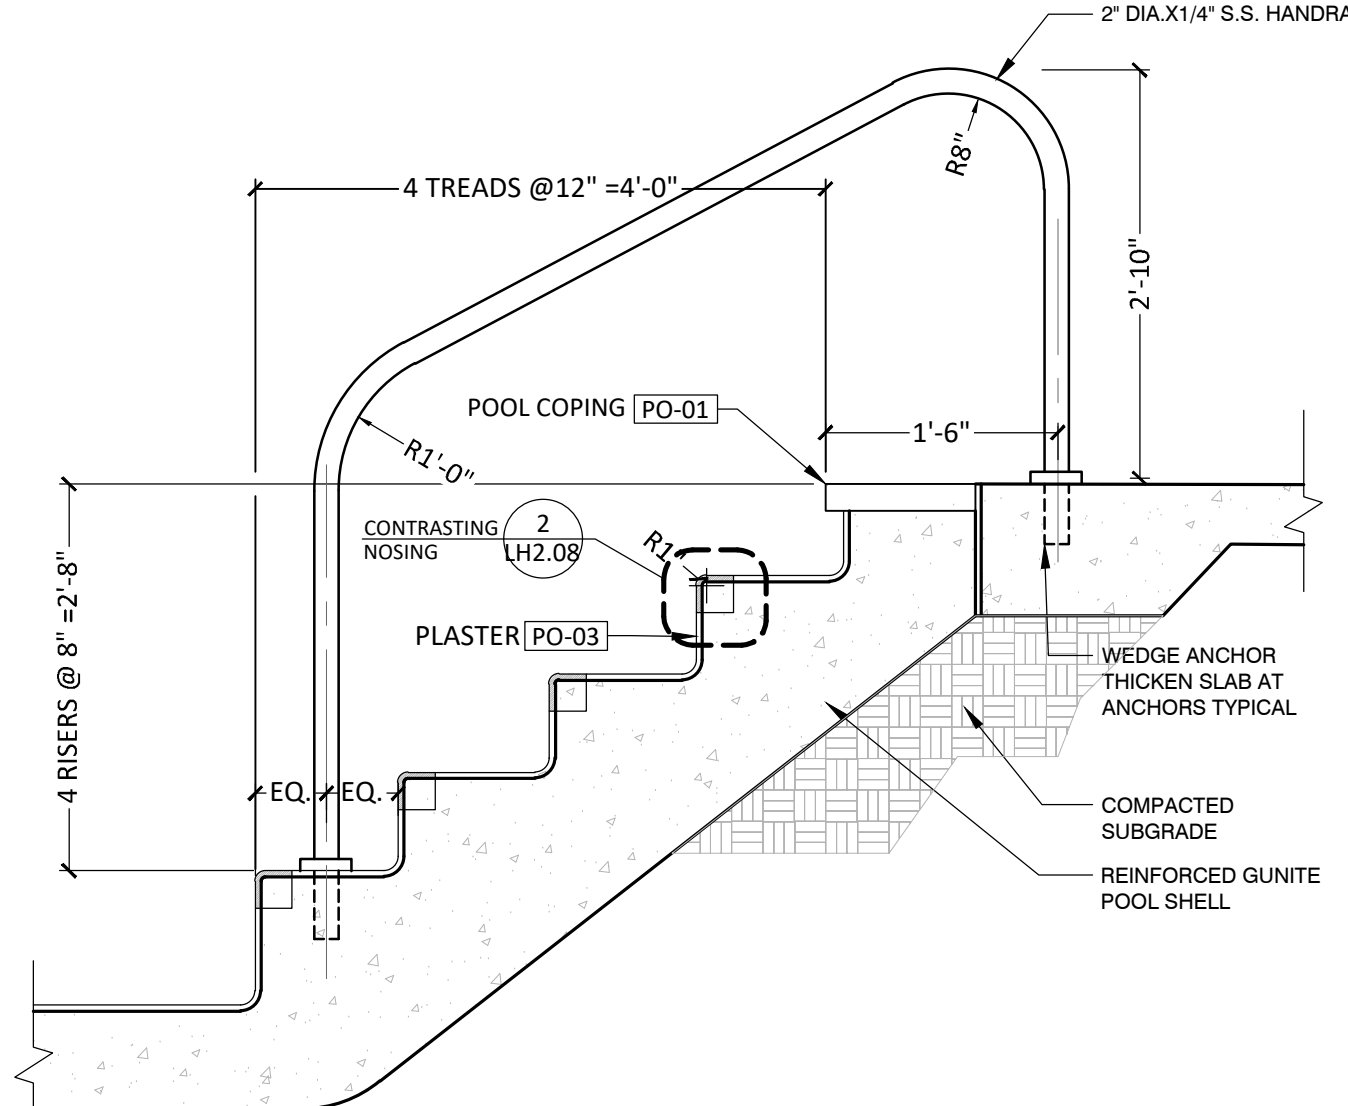 2" DIA.X1/4" S.S. HANDRA
R8"
4 TREADS @12" =4'-0"
2'-10"
POOL COPING PO-01
1'-6"
R1'-0"
CONTRASTING
NOSING
2
LH2.08
R1"
4 RISERS @ 8" =2'-8"
PLASTER PO-03
WEDGE ANCHOR
THICKEN SLAB AT
ANCHORS TYPICAL
EQ. EQ.
COMPACTED
SUBGRADE
REINFORCED GUNITE
POOL SHELL